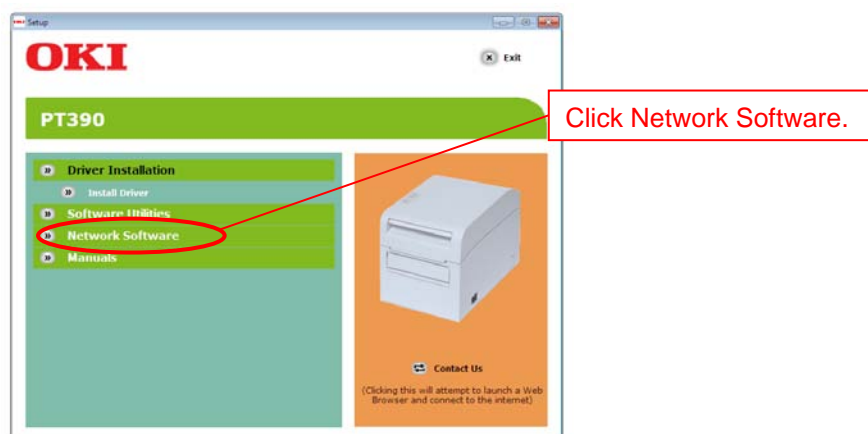 Setup
OKI
Exit
PT390
Click Network Software.
Driver Installation
Install Driver
Software Utilities
Network Software
Manuals
Contact Us
(Clicking this will attempt to launch a Web
Browser and connect to the internet)